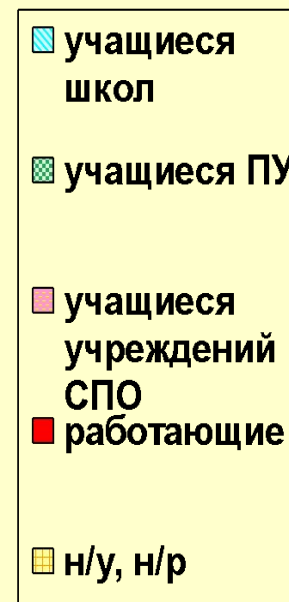 учащиеся
школ
учащиеся ПУ
учащиеся
учреждений
СПО
работающие
н/у, н/р